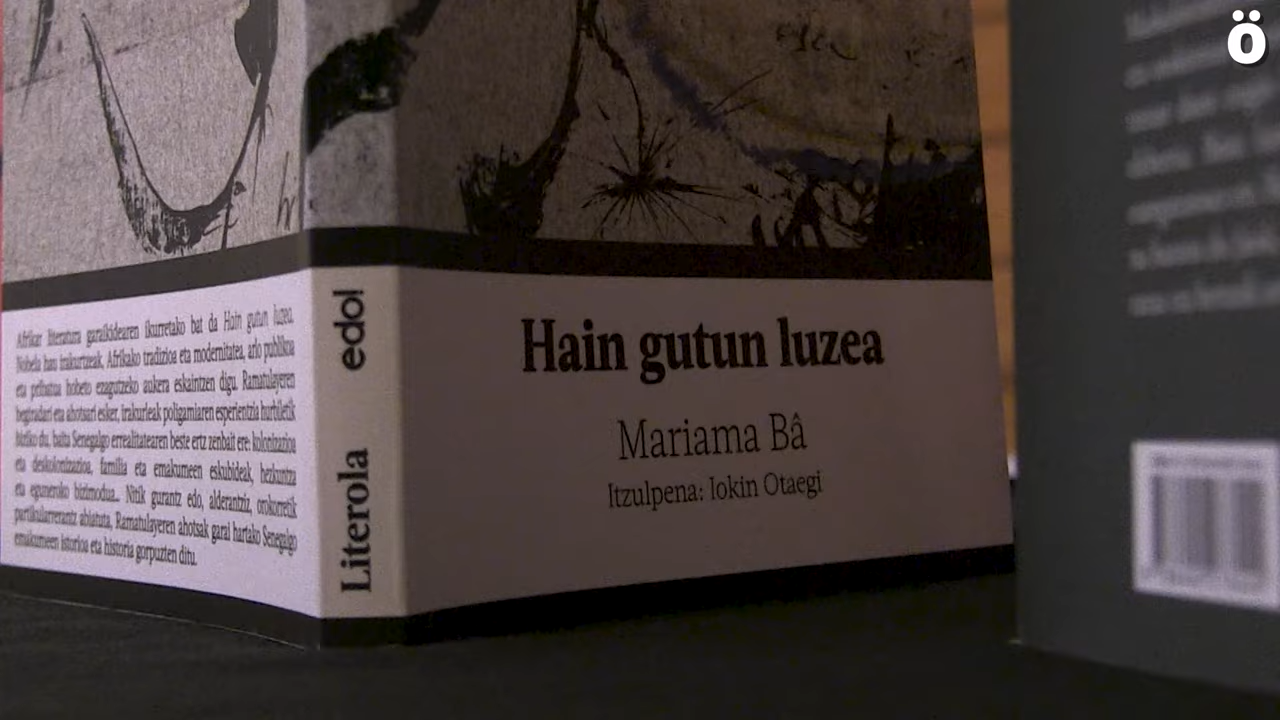 ö
Afrikar literatura garaikidearen ikurretako bat da Hain gutun luzea.
Nobela hau irakurtzeak, Afrikako tradizioa eta modernitatea, arlo publikoa
eta pribatua hobeto ezagutzeko aukera eskaintzen digu. Ramatulayeren
begiradari eta ahotsari esker, irakurleak poligamiaren esperientzia hurbiletik
biziko du, baita Senegalgo errealitatearen beste ertz zenbait ere: kolonizazioa
eta deskolonizazioa, familia eta emakumeen eskubideak, hezkuntza
eta eguneroko bizimodua... Nitik gurantz edo, alderantziz, orokorretik
partikularrerantz abiatuta, Ramatulayeren ahotsak garai hartako Senegalgo
emakumeen istorioa eta historia gorpuzten ditu.
Literola
edo!
Hain gutun luzea
Mariama Bâ
Itzulpena: Iokin Otaegi